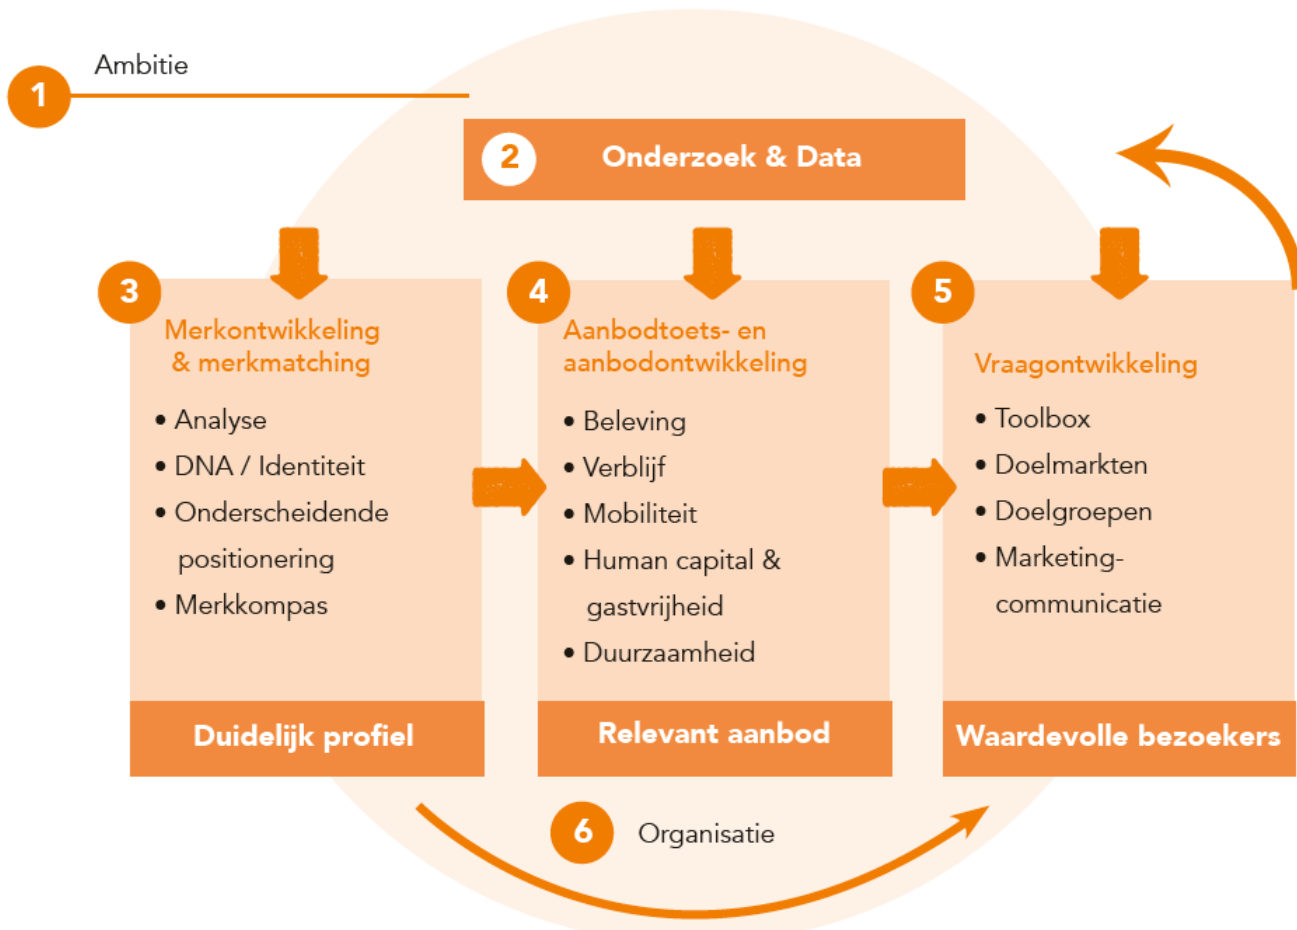 Ambitie
1
2 Onderzoek & Data
3
Merkontwikkeling
& merkmatching
• Analyse
• DNA / Identiteit
• Onderscheidende
positionering
• Merkkompas
Duidelijk profiel
4
Aanbodtoets- en
aanbodontwikkeling
• Beleving
• Verblijf
• Mobiliteit
• Human capital &
gastvrijheid
• Duurzaamheid
Relevant aanbod
5
Vraagontwikkeling
• Toolbox
• Doelmarkten
• Doelgroepen
• Marketing-
communicatie
Waardevolle bezoekers
6 Organisatie